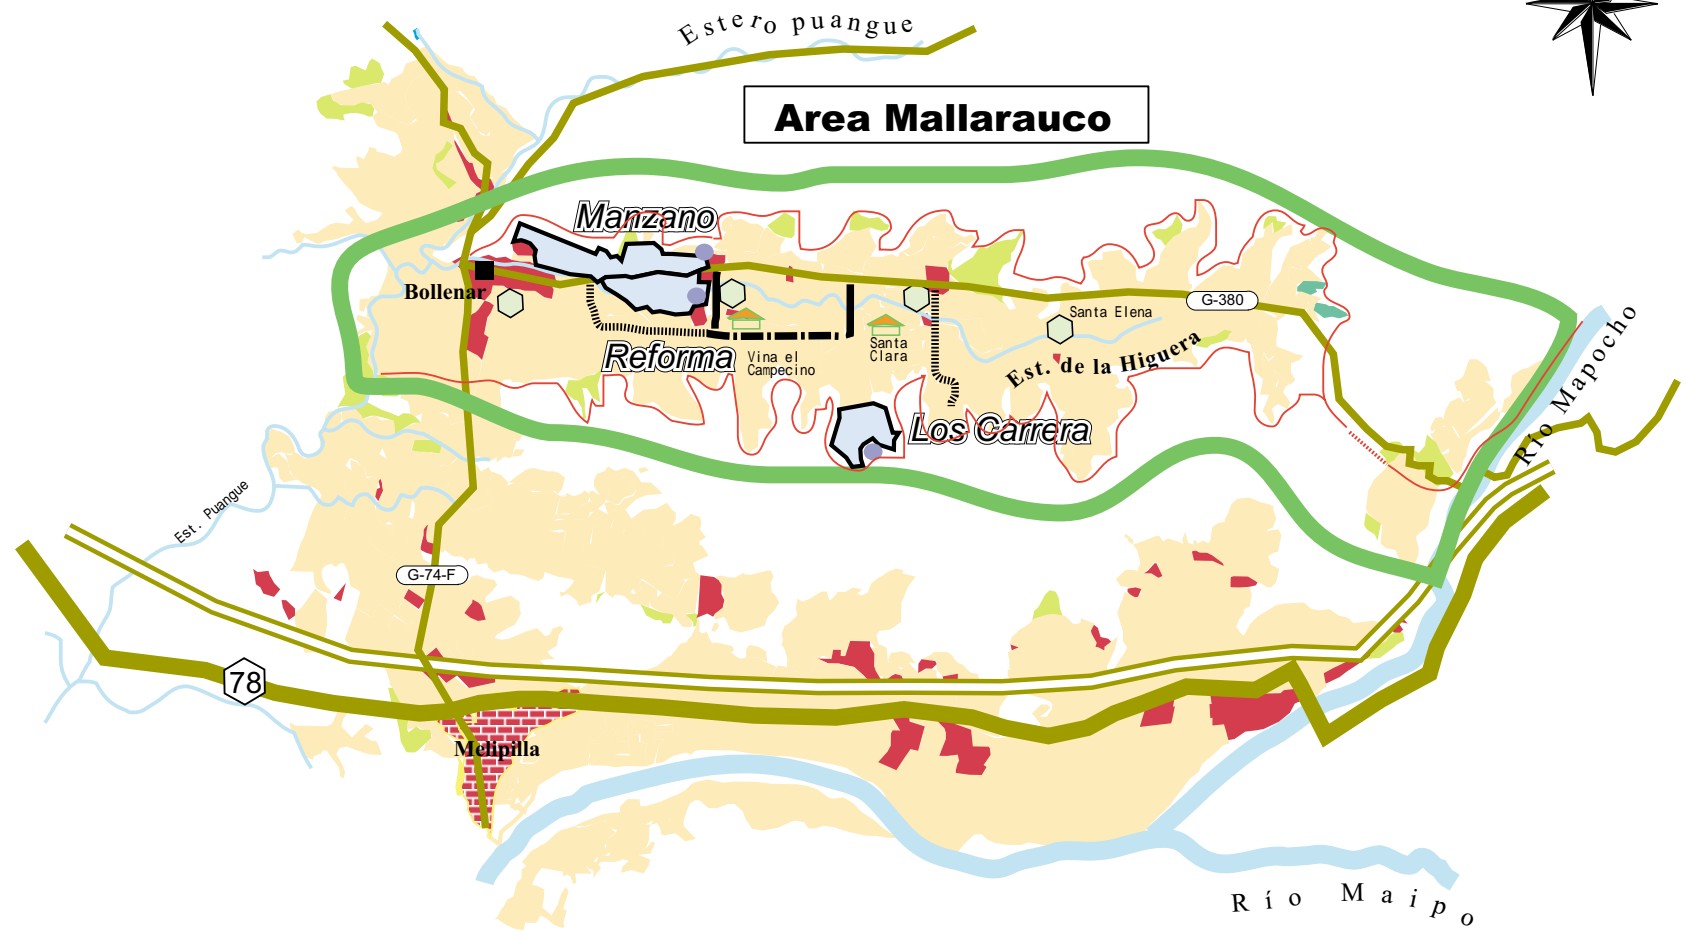 Estero puangue
Area Mallarauco
Manzano
Bollenar
G-380
Santa Elena
Reforma
Vina el
Campecino
Santa
Clara
Est. de la Higuera
Los Carrera
Río Mapocho
Est. Puangue
G-74-F
78
Melipilla
Río Maipo